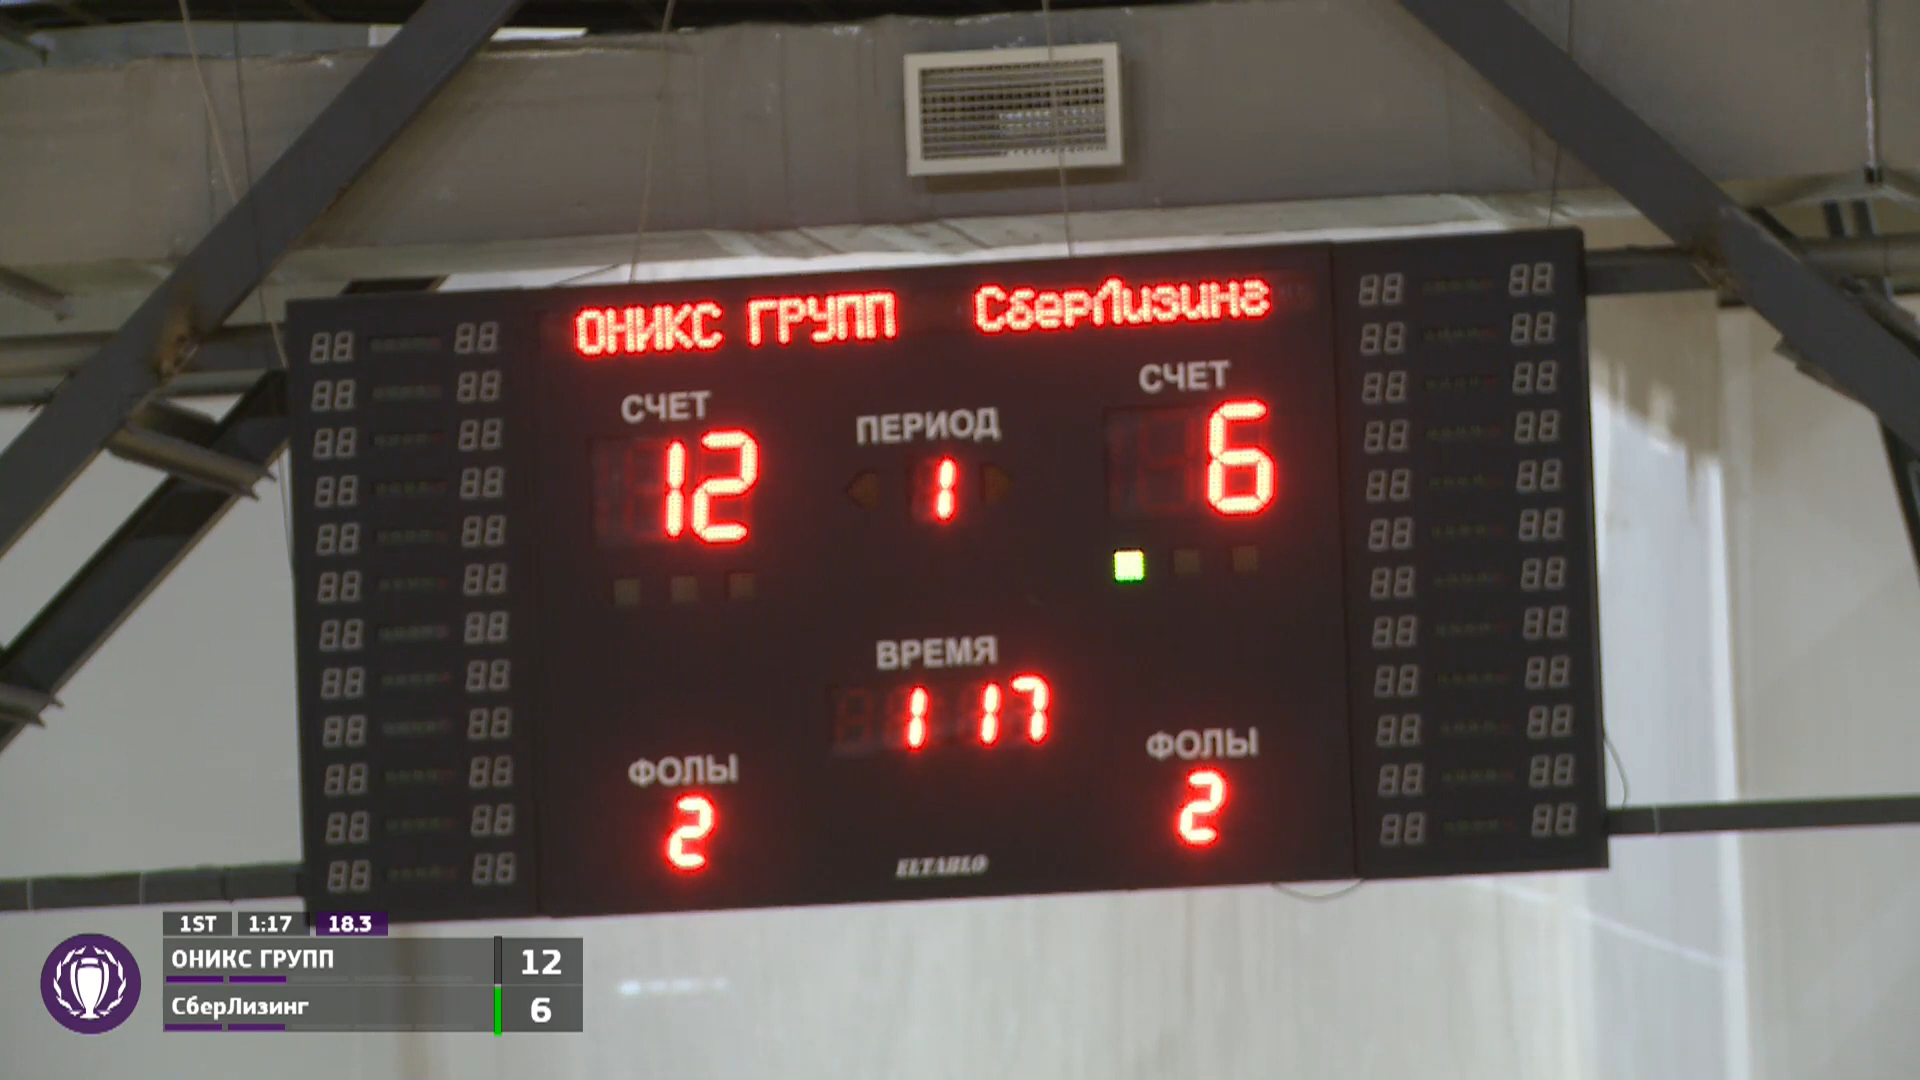 ОНИКС ГРУПП СберЛизинг
СЧЕТ ПЕРИОД СЧЕТ
12 1 6
ВРЕМЯ
1 17
ФОЛЫ ФОЛЫ
2 2
ELTABLO
1ST 1:17 18.3
ОНИКС ГРУПП 12
СберЛизинг 6